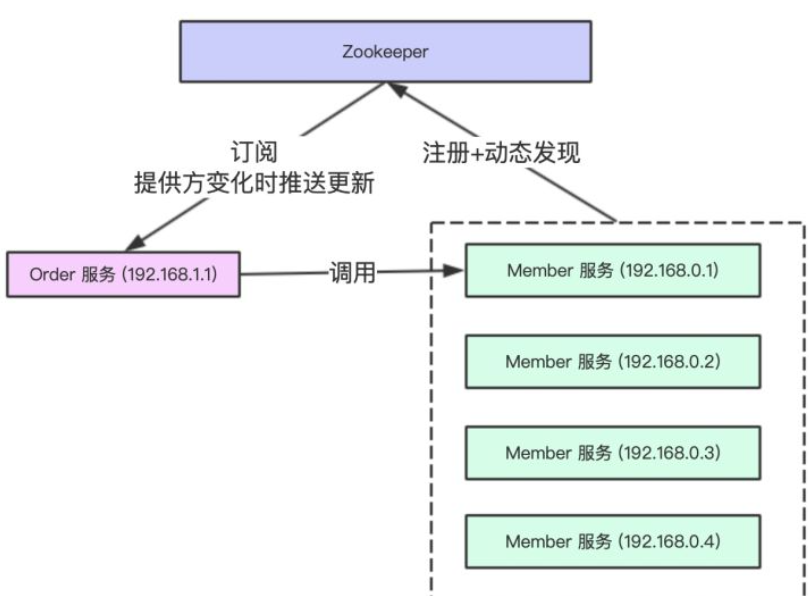 Zookeeper
订阅
提供方变化时推送更新
注册+动态发现
Order 服务 (192.168.1.1)
调用
Member 服务 (192.168.0.1)
Member 服务 (192.168.0.2)
Member 服务 (192.168.0.3)
Member 服务 (192.168.0.4)